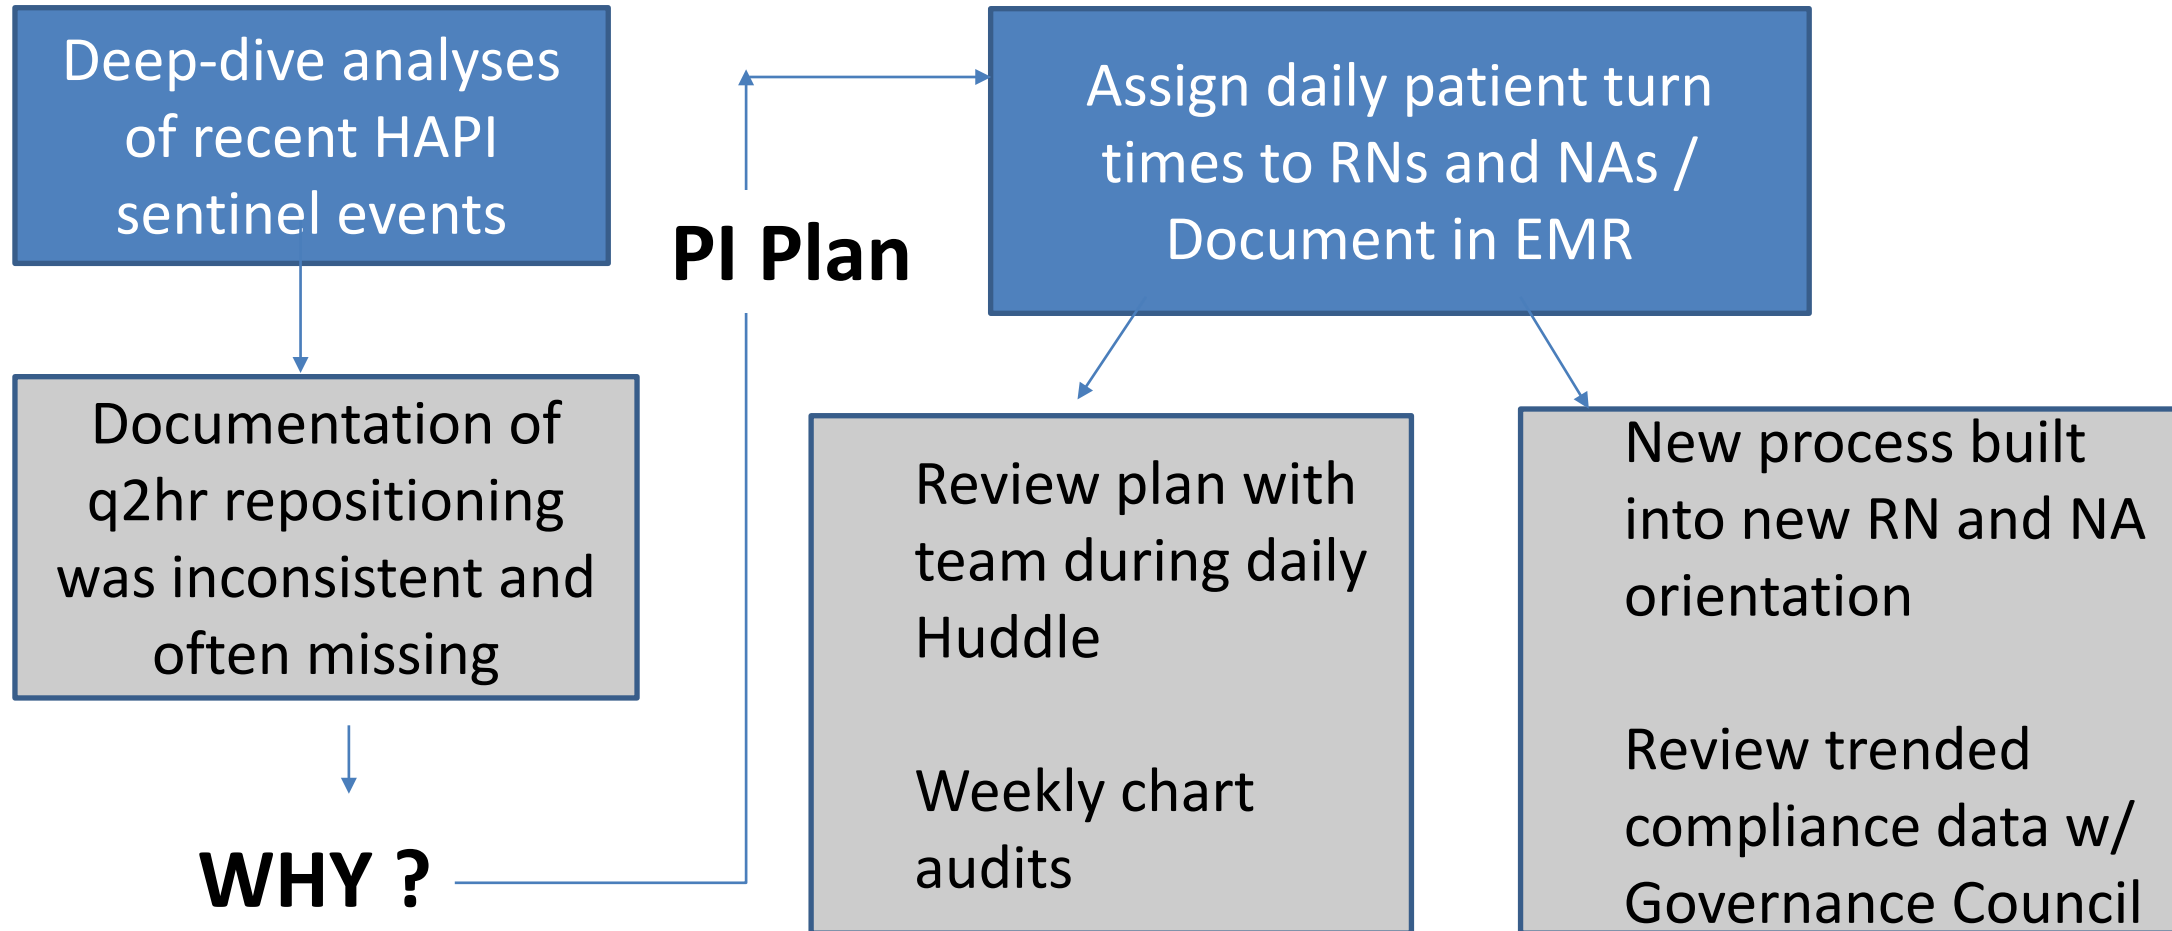 Deep-dive analyses
of recent HAPI
sentinel events
Documentation of
q2hr repositioning
was inconsistent and
often missing
WHY ?
PI Plan
Assign daily patient turn
times to RNs and NAs /
Document in EMR
Review plan with
team during daily
Huddle
Weekly chart
audits
New process built
into new RN and NA
orientation
Review trended
compliance data w/
Governance Council